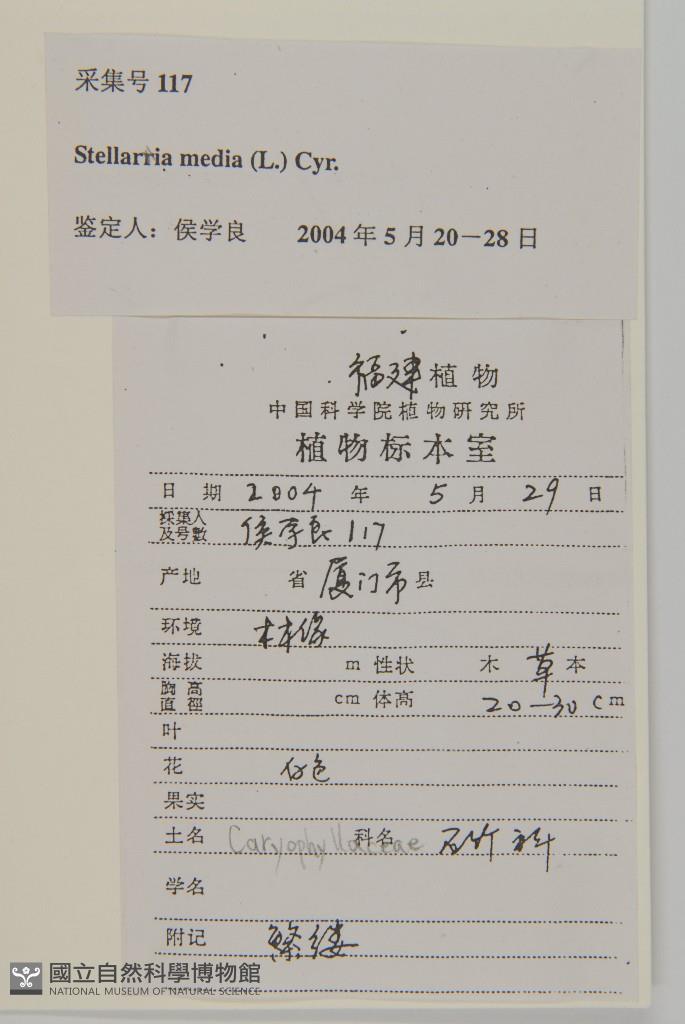 采集号 117
Stellarria media (L.) Cyr.
鉴定人：侯学良 2004 年 5 月 20－28 日
福建植物
中国科学院植物研究所
植物标本室
日期 2004 年 5 月 29 日
採集人及号數 侯学良 117
产地 省 厦门市 县
环境 林缘
海拔 m 性状 木 草 本
胸高直徑 cm 体高 20—30 cm
叶
花 白色
果实
土名 Caryophyllaceae 科名 石竹科
学名
附记 繁缕
國立自然科學博物館
NATIONAL MUSEUM OF NATURAL SCIENCE